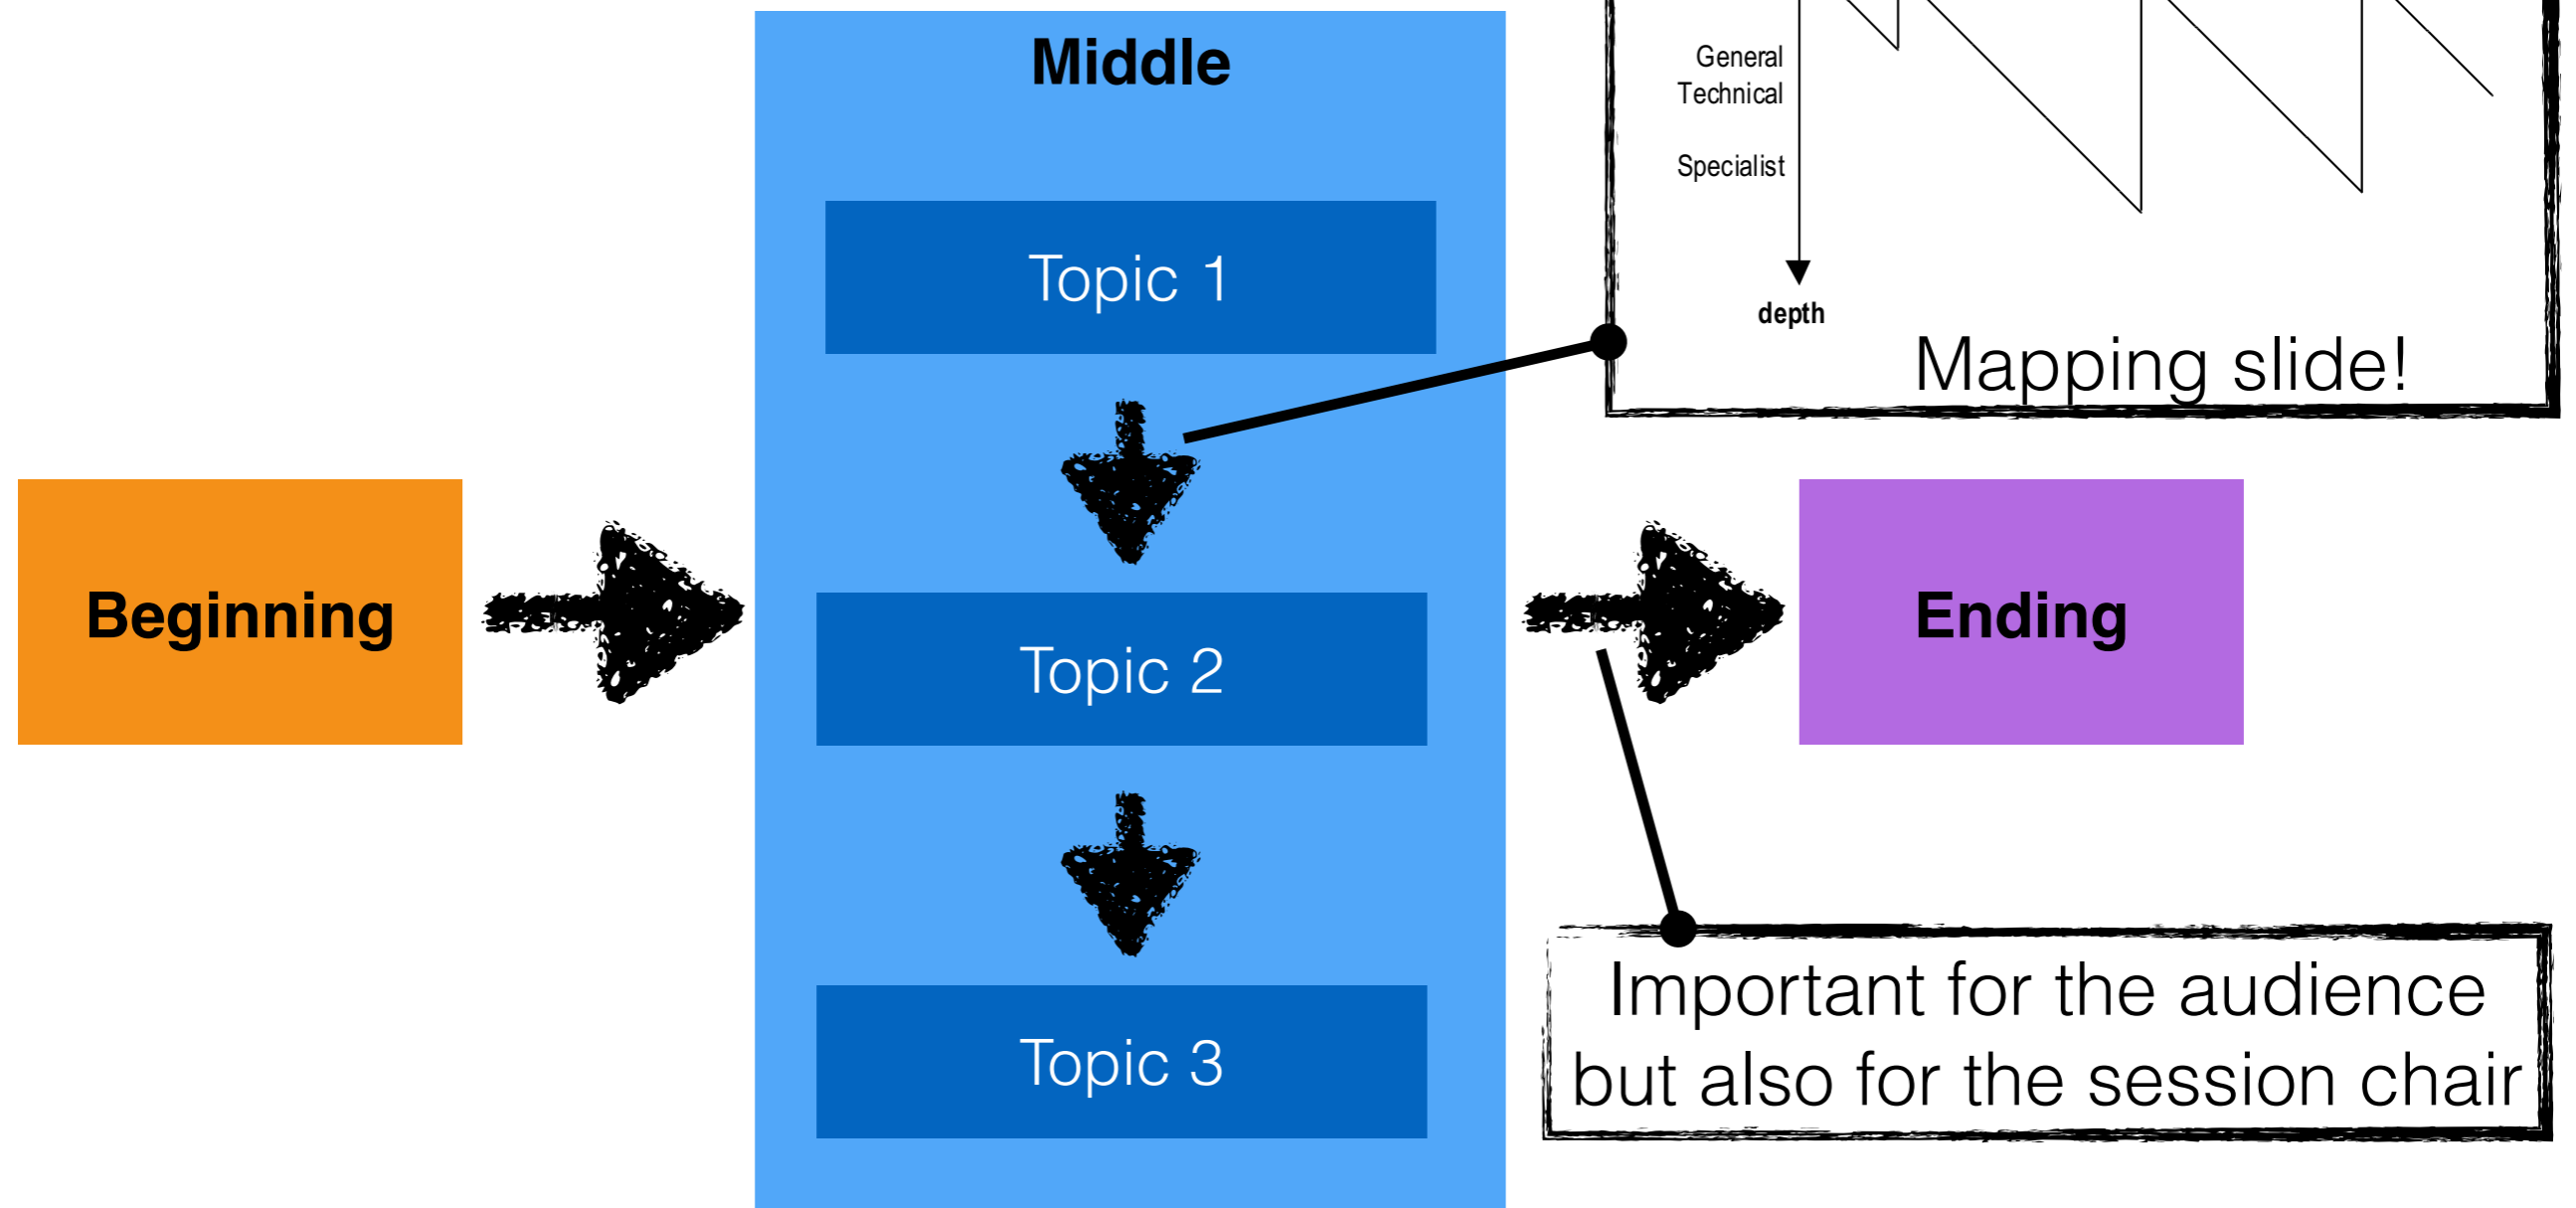 Middle
Topic 1
Topic 2
Topic 3
Beginning
Ending
General
Technical
Specialist
depth
Mapping slide!
Important for the audience
but also for the session chair